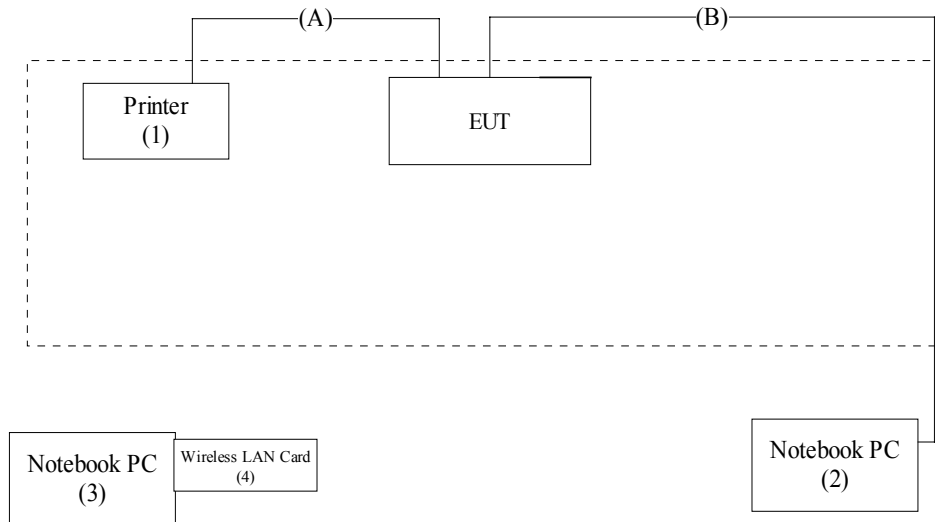 (A)
(B)
Printer
(1)
EUT
Notebook PC
(3)
Wireless LAN Card
(4)
Notebook PC
(2)